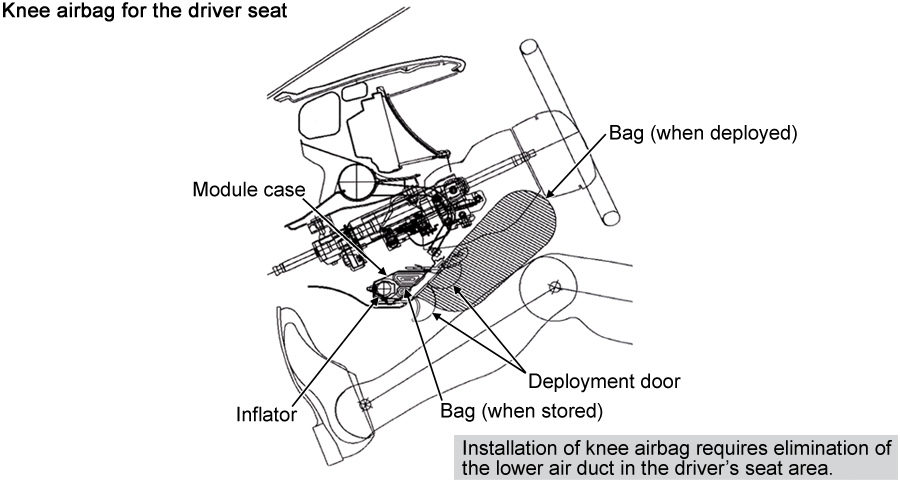 Knee airbag for the driver seat
Bag (when deployed)
Module case
Deployment door
Inflator
Bag (when stored)
Installation of knee airbag requires elimination of
the lower air duct in the driver's seat area.